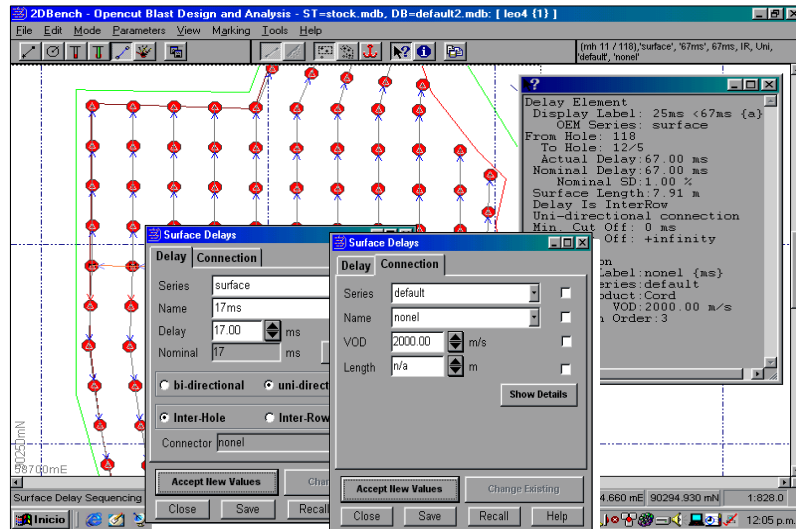 2DBench - Opencut Blast Design and Analysis - ST=stock.mdb, DB=default2.mdb: [ leo4 {1} ]
File Edit Mode Parameters View Marking Tools Help
(mh 11 / 118),'surface', '67ms', 67ms, IR, Uni,
'default', 'nonel'
?
Delay Element
Display Label: 25ms <67ms {a}
OEM Series: surface
From Hole: 118
To Hole: 12/5
Actual Delay:67.00 ms
Nominal Delay:67.00 ms
Nominal SD:1.00 %
Surface Length:7.91 m
Delay Is InterRow
Uni-directional connection
Min. Cut Off: 0 ms
Off: +infinity
on
Label:nonel {ms}
eries:default
oduct:Cord
VOD:2000.00 m/s
Order:3
Surface Delays
Delay Connection
Series surface
Name 17ms
Delay 17.00 ms
Nominal 17 ms
bi-directional uni-direct
Inter-Hole Inter-Row
Connector nonel
Accept New Values Cha
Close Save Recall
Surface Delays
Delay Connection
Series default
Name nonel
VOD 2000.00 m/s
Length n/a m
Show Details
Accept New Values Change Existing
Close Save Recall Help
90250mN
58700mE
Surface Delay Sequencing
4.660 mE 90294.930 mN 1:828.0
Inicio
12:05 p.m.